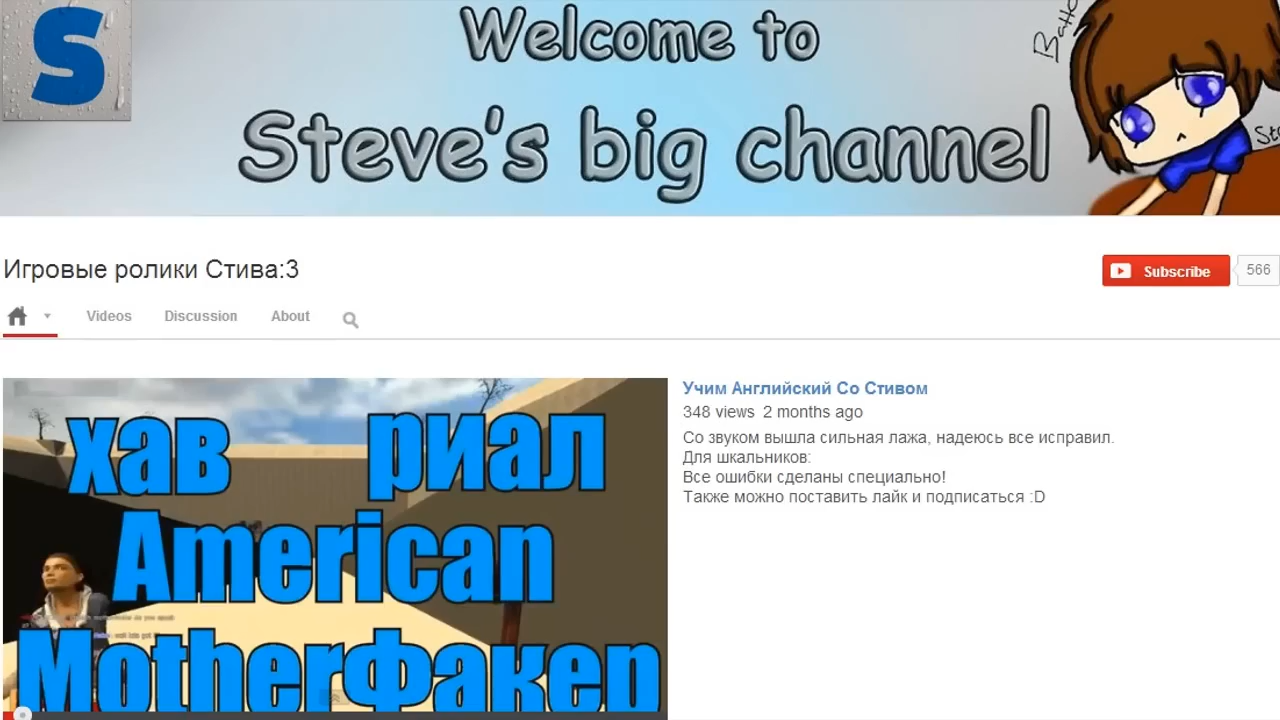 S
Welcome to
Steve's big channel
Игровые ролики Стива:3
Subscribe
566
Videos
Discussion
About
хав риал
American
MotherФакер
Учим Английский Со Стивом
348 views 2 months ago
Со звуком вышла сильная лажа, надеюсь все исправил.
Для шкальников:
Все ошибки сделаны специально!
Также можно поставить лайк и подписаться :D